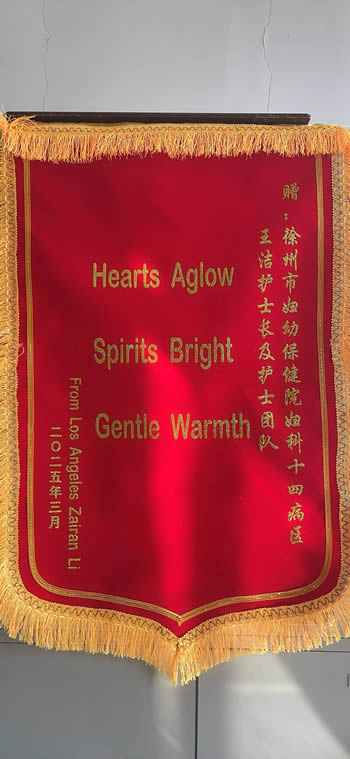 赠：徐州市妇幼保健院妇科十四病区
王洁护士长及护士团队
Hearts Aglow
Spirits Bright
Gentle Warmth
From Los Angeles Zairan Li
二〇二五年三月